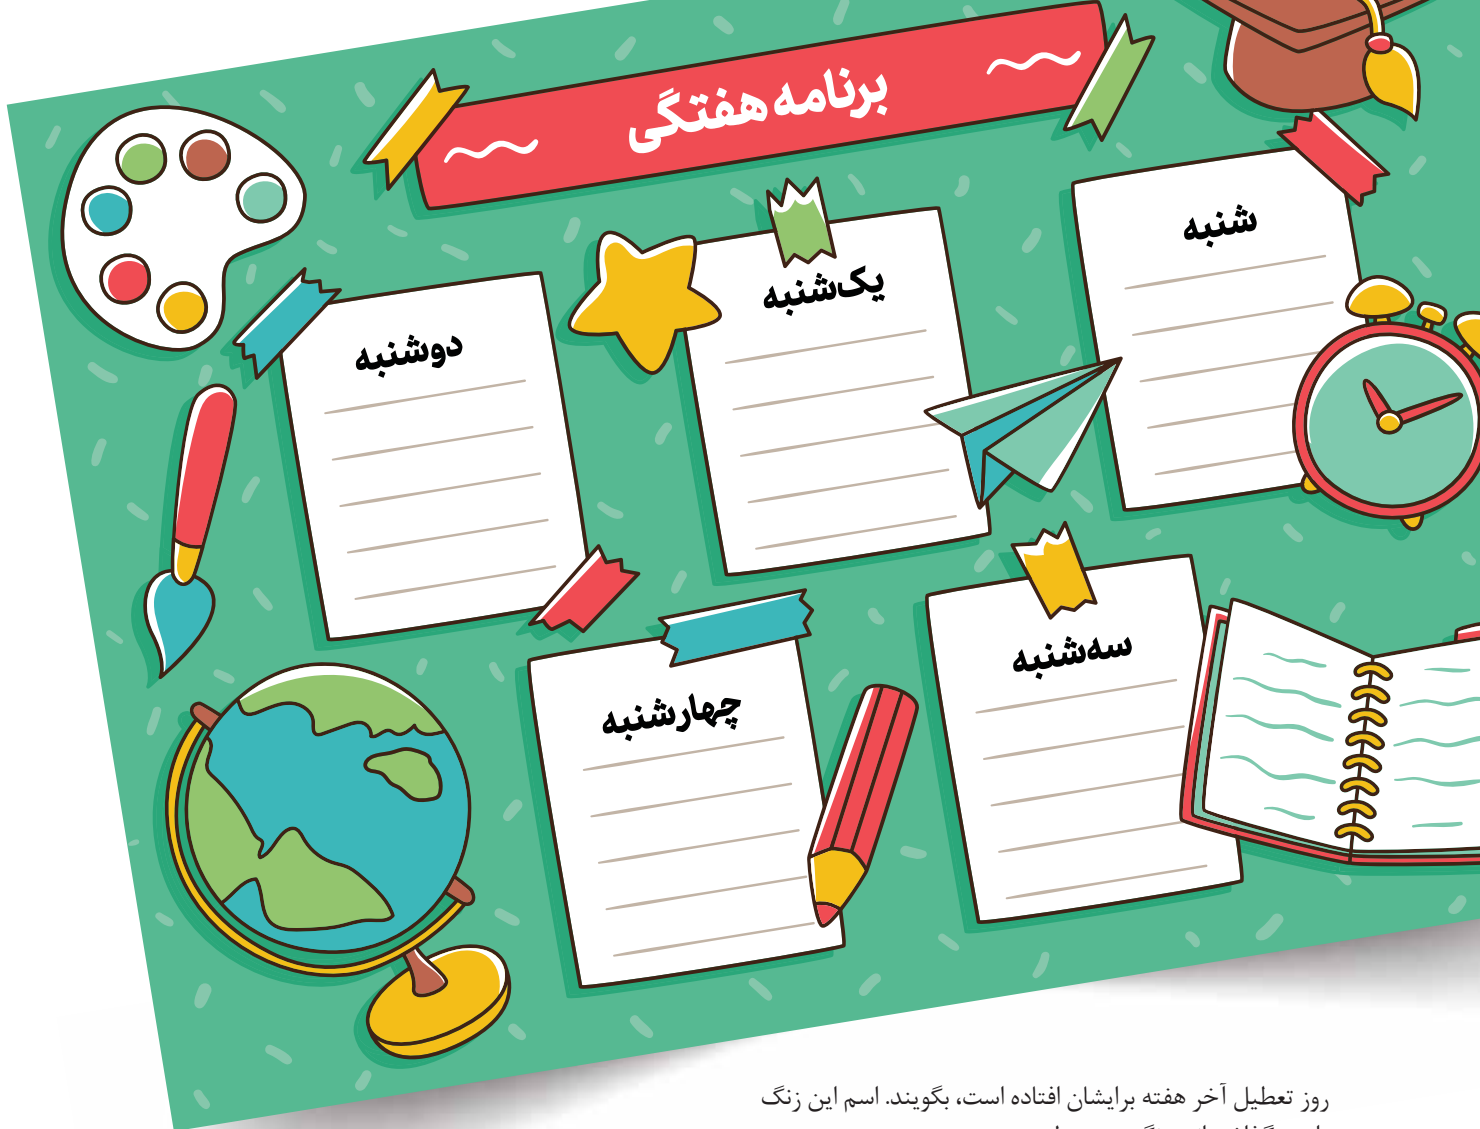 برنامه هفتگی
شنبه
یک‌شنبه
دوشنبه
سه‌شنبه
چهارشنبه
روز تعطیل آخر هفته برایشان افتاده است، بگویند. اسم این زنگ